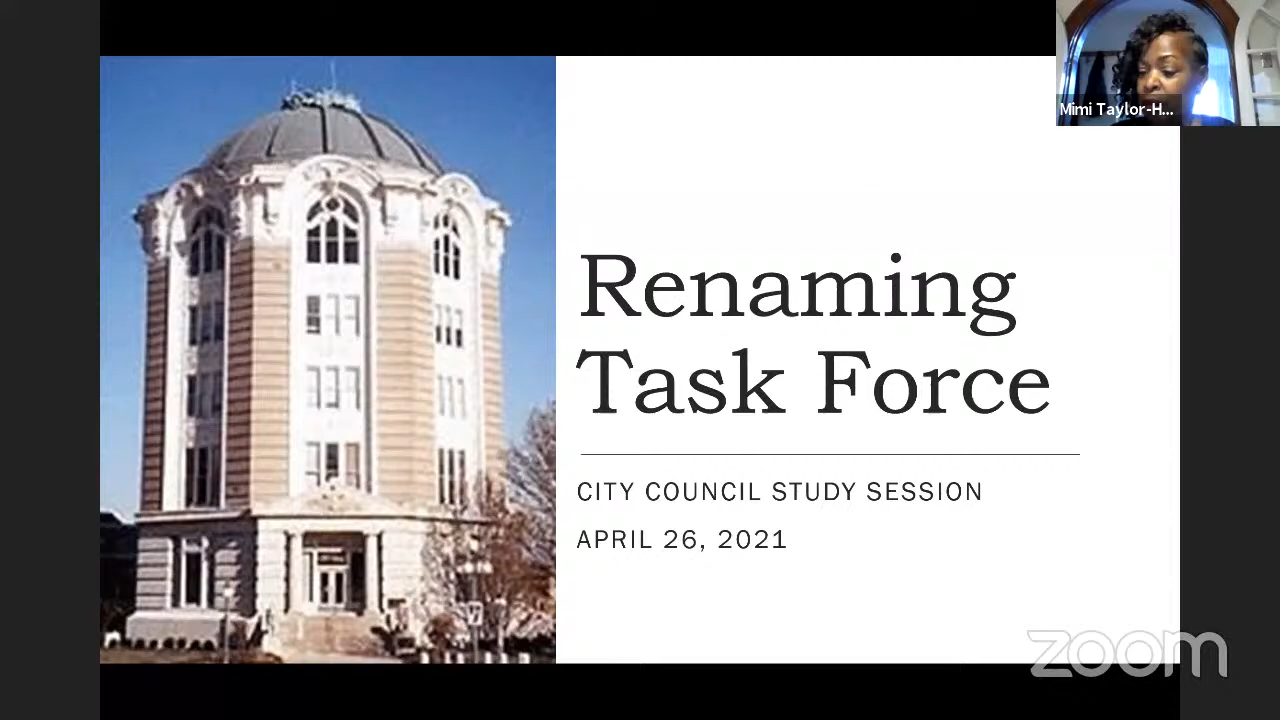 Mimi Taylor-H...
Renaming
Task Force
CITY COUNCIL STUDY SESSION
APRIL 26, 2021
zoom